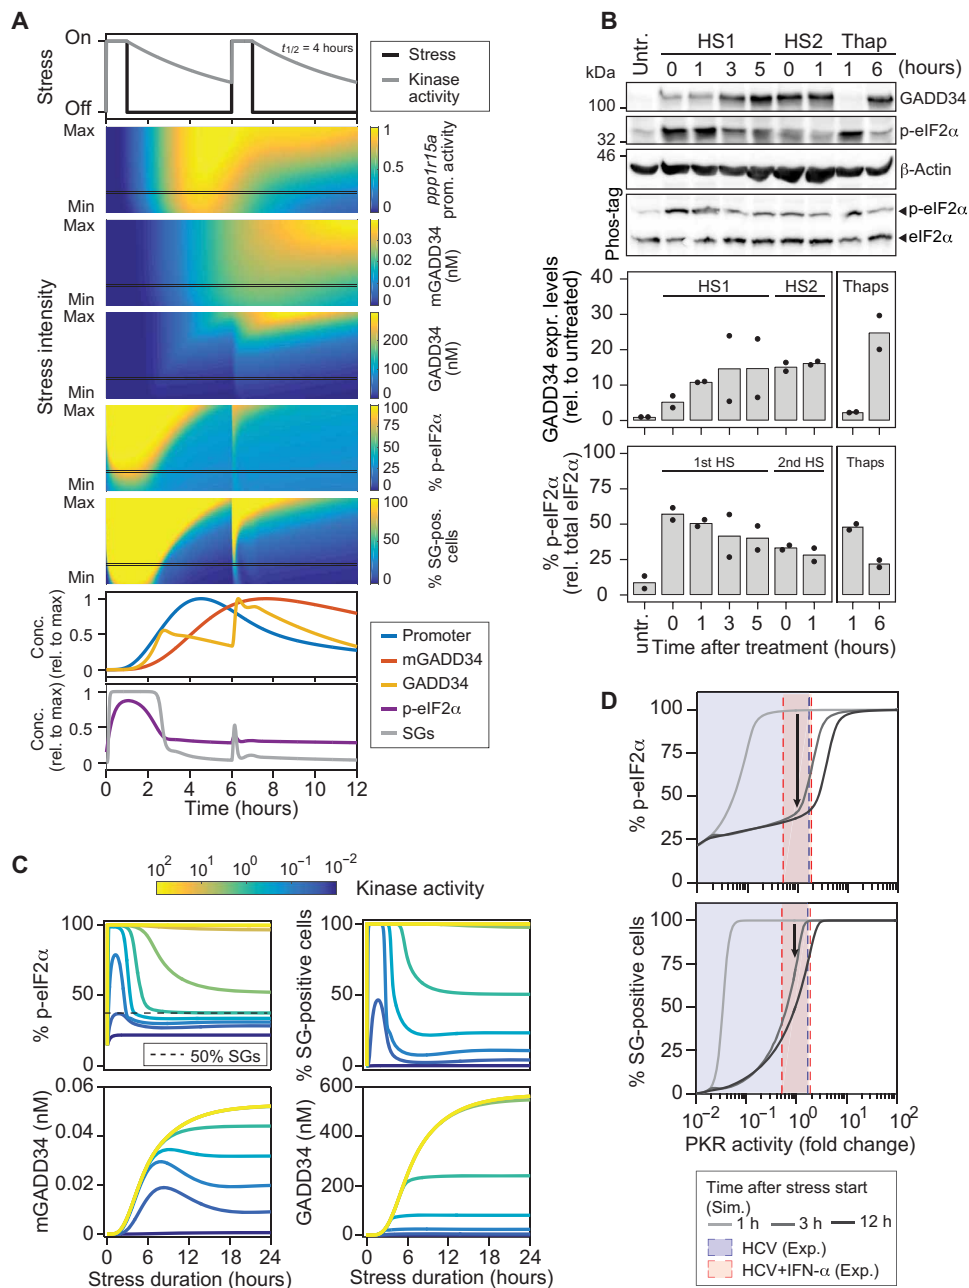 A
Stress
On
Off
t1/2 = 4 hours
Stress
Kinase activity
Stress intensity
Max
Min
1
0.5
0
ppp1r15a prom. activity
Max
Min
0.03
0.02
0.01
0
mGADD34 (nM)
Max
Min
200
100
0
GADD34 (nM)
Max
Min
100
75
50
25
0
% p-eIF2α
Max
Min
100
50
0
% SG-pos. cells
Conc. (rel. to max)
1
0.5
0
Conc. (rel. to max)
1
0.5
0
0 2 4 6 8 10 12
Time (hours)
Promoter
mGADD34
GADD34
p-eIF2α
SGs
B
Untr. HS1 HS2 Thap
0 1 3 5 0 1 1 6 (hours)
kDa
100
GADD34
32
p-eIF2α
46
β-Actin
Phos-tag
p-eIF2α
eIF2α
GADD34 expr. levels (rel. to untreated)
40
30
20
10
0
HS1 HS2 Thaps
% p-eIF2α (rel. total eIF2α)
100
75
50
25
0
1st HS 2nd HS Thaps
untr. 0 1 3 5 0 1 1 6
Time after treatment (hours)
C
10² 10¹ 10⁰ 10⁻¹ 10⁻²
Kinase activity
% p-eIF2α
100
50
0
50% SGs
% SG-positive cells
100
50
0
mGADD34 (nM)
0.06
0.04
0.02
0
0 6 12 18 24
Stress duration (hours)
GADD34 (nM)
600
400
200
0
0 6 12 18 24
Stress duration (hours)
D
% p-eIF2α
100
75
50
25
0
% SG-positive cells
100
75
50
25
0
10⁻² 10⁻¹ 10⁰ 10¹ 10²
PKR activity (fold change)
Time after stress start (Sim.)
1 h 3 h 12 h
HCV (Exp.)
HCV+IFN-α (Exp.)